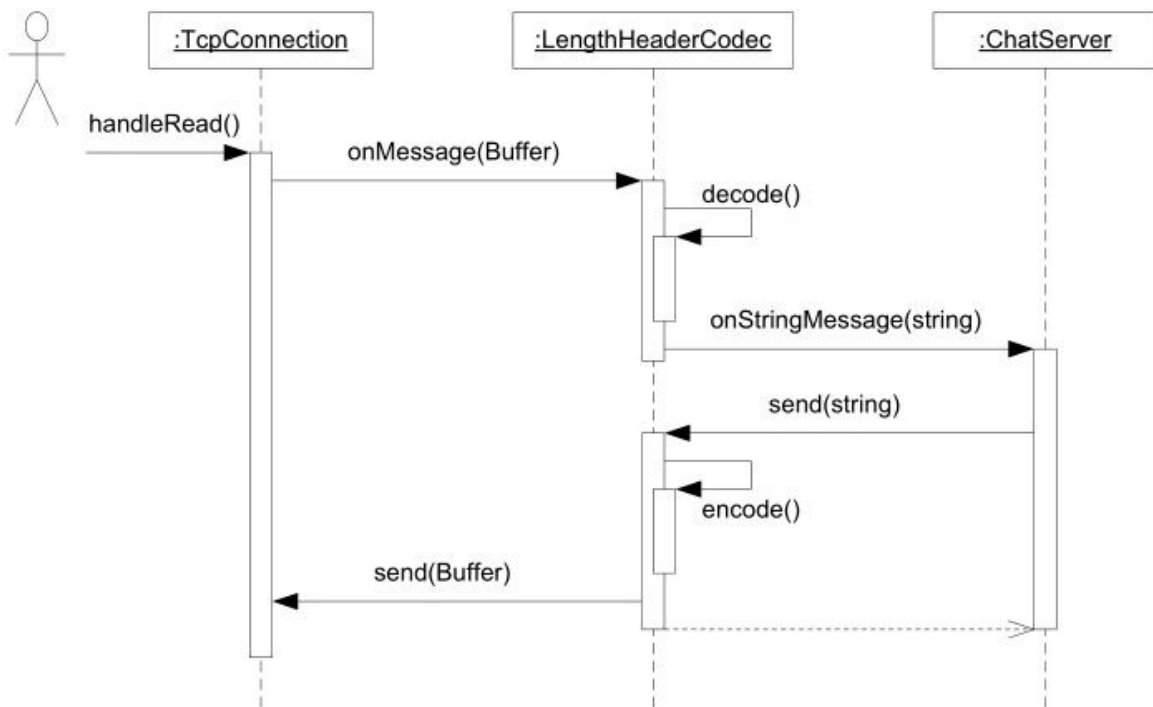 :TcpConnection
:LengthHeaderCodec
:ChatServer
handleRead()
onMessage(Buffer)
decode()
onStringMessage(string)
send(string)
encode()
send(Buffer)